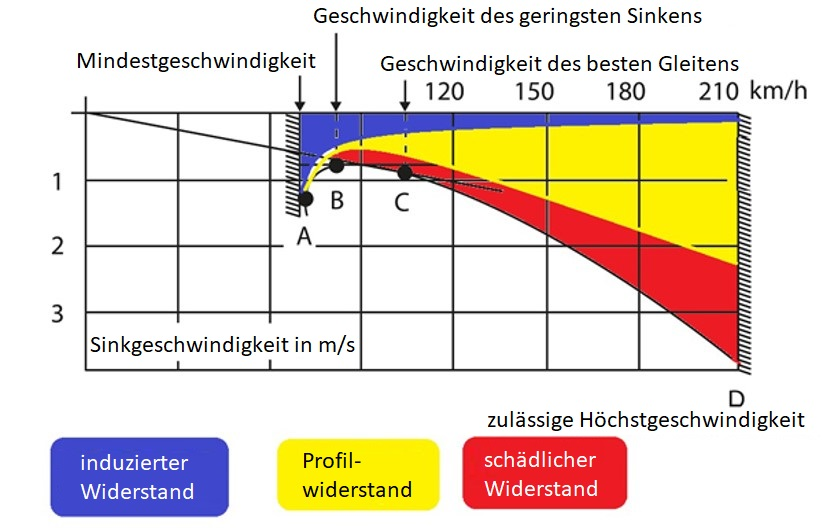 Geschwindigkeit des geringsten Sinkens
Mindestgeschwindigkeit
Geschwindigkeit des besten Gleitens
120 150 180 210 km/h
1
A B C
2
3
Sinkgeschwindigkeit in m/s
D
zulässige Höchstgeschwindigkeit
induzierter
Widerstand
Profil-
widerstand
schädlicher
Widerstand